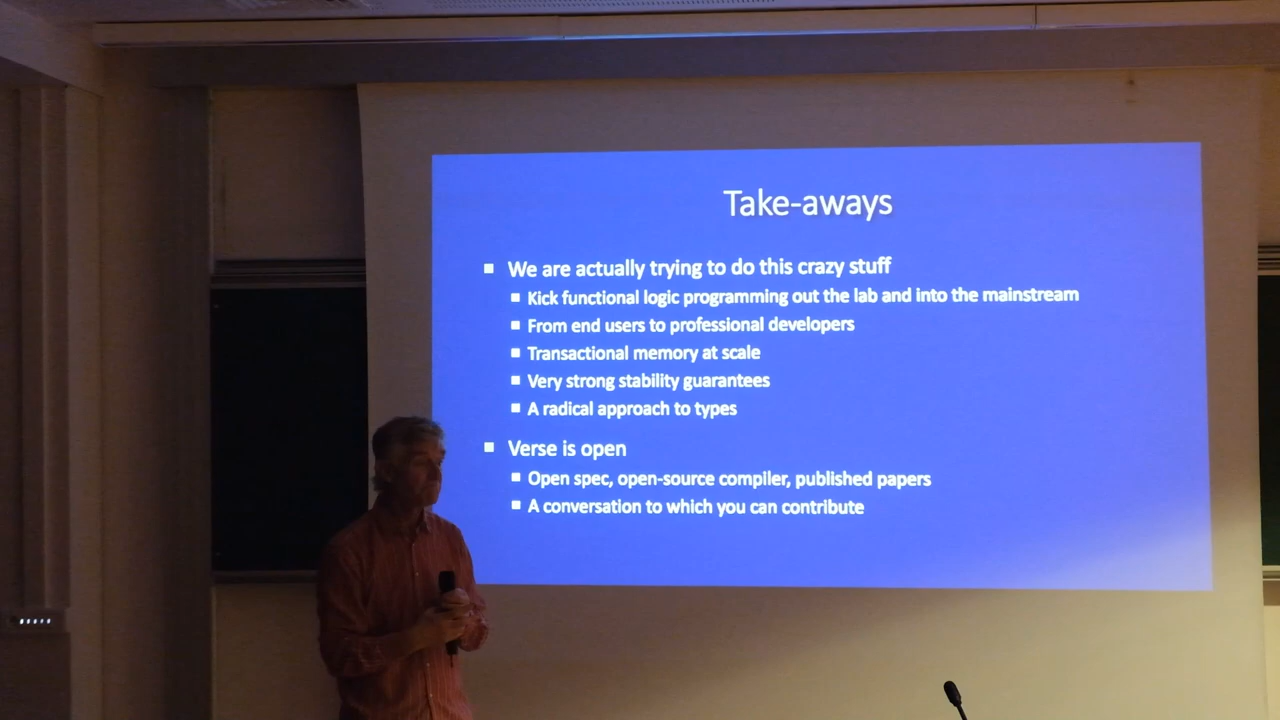 Take-aways
We are actually trying to do this crazy stuff
Kick functional logic programming out the lab and into the mainstream
From end users to professional developers
Transactional memory at scale
Very strong stability guarantees
A radical approach to types
Verse is open
Open spec, open-source compiler, published papers
A conversation to which you can contribute